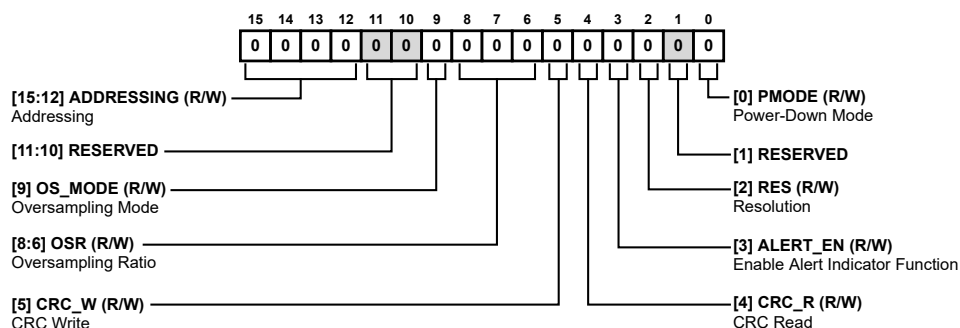 15 14 13 12 11 10 9 8 7 6 5 4 3 2 1 0
0 0 0 0 0 0 0 0 0 0 0 0 0 0 0 0
[15:12] ADDRESSING (R/W)
Addressing
[11:10] RESERVED
[9] OS_MODE (R/W)
Oversampling Mode
[8:6] OSR (R/W)
Oversampling Ratio
[5] CRC_W (R/W)
CRC Write
[0] PMODE (R/W)
Power-Down Mode
[1] RESERVED
[2] RES (R/W)
Resolution
[3] ALERT_EN (R/W)
Enable Alert Indicator Function
[4] CRC_R (R/W)
CRC Read